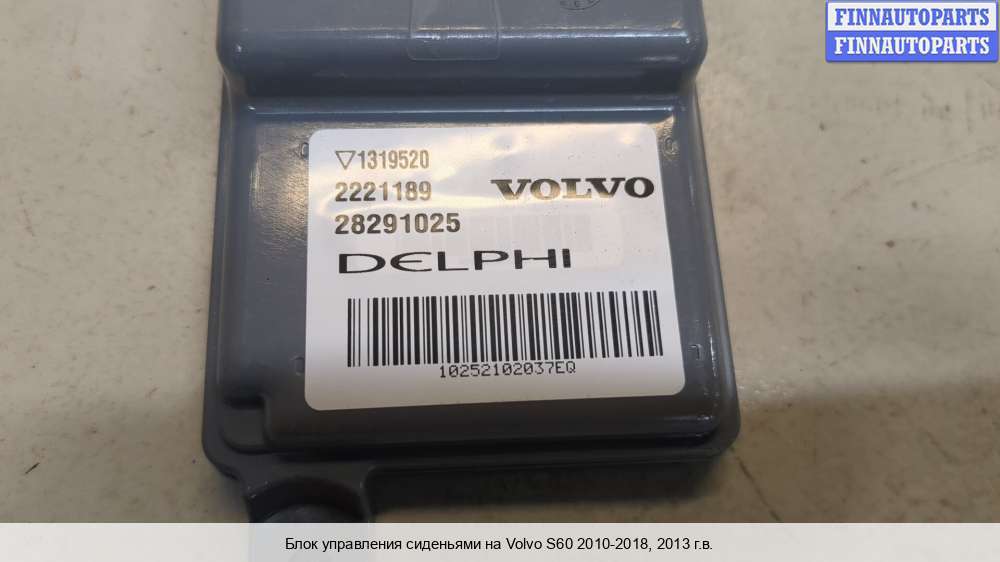 FINNAUTOPARTS
FINNAUTOPARTS
▽1319520
2221189 VOLVO
28291025
DELPHI
10252102037EQ
Блок управления сиденьями на Volvo S60 2010-2018, 2013 г.в.